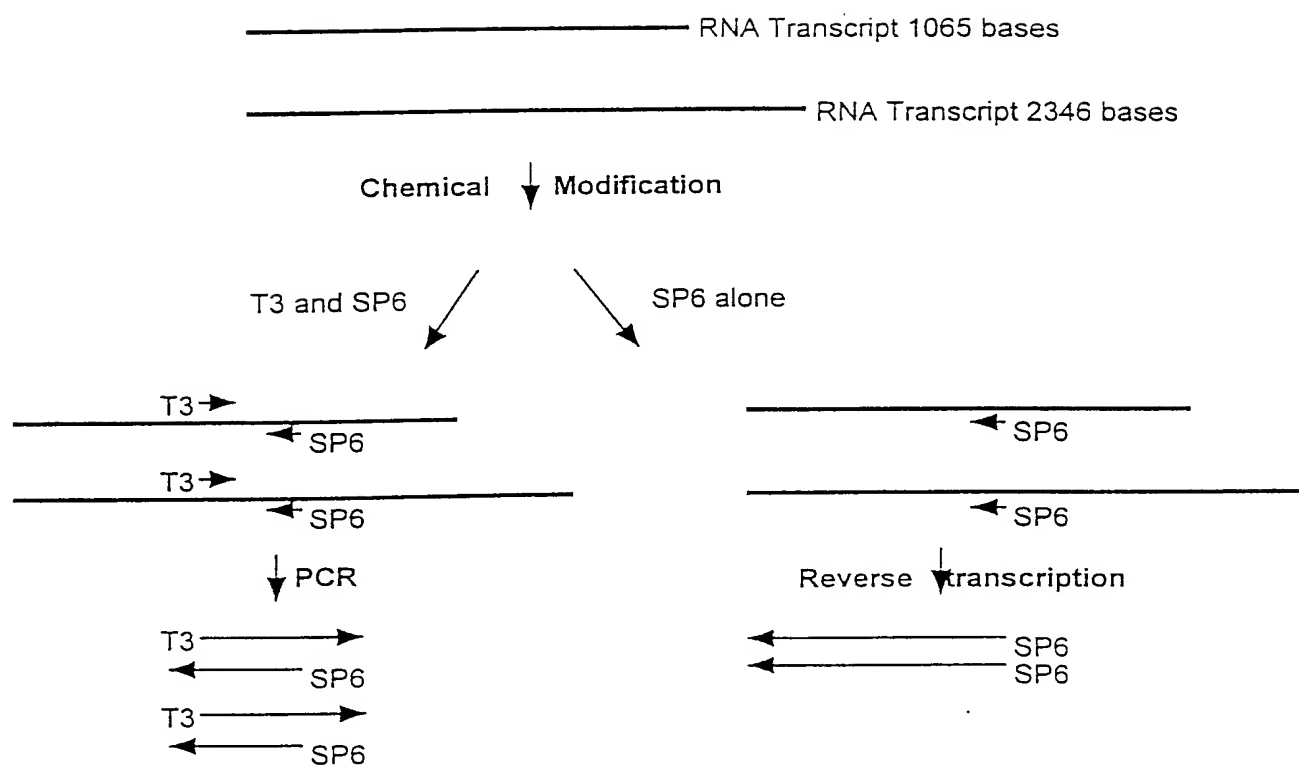 RNA Transcript 1065 bases
RNA Transcript 2346 bases
Chemical Modification
T3 and SP6
SP6 alone
T3
SP6
SP6
T3
SP6
SP6
PCR
Reverse transcription
T3
SP6
SP6
SP6
T3
SP6